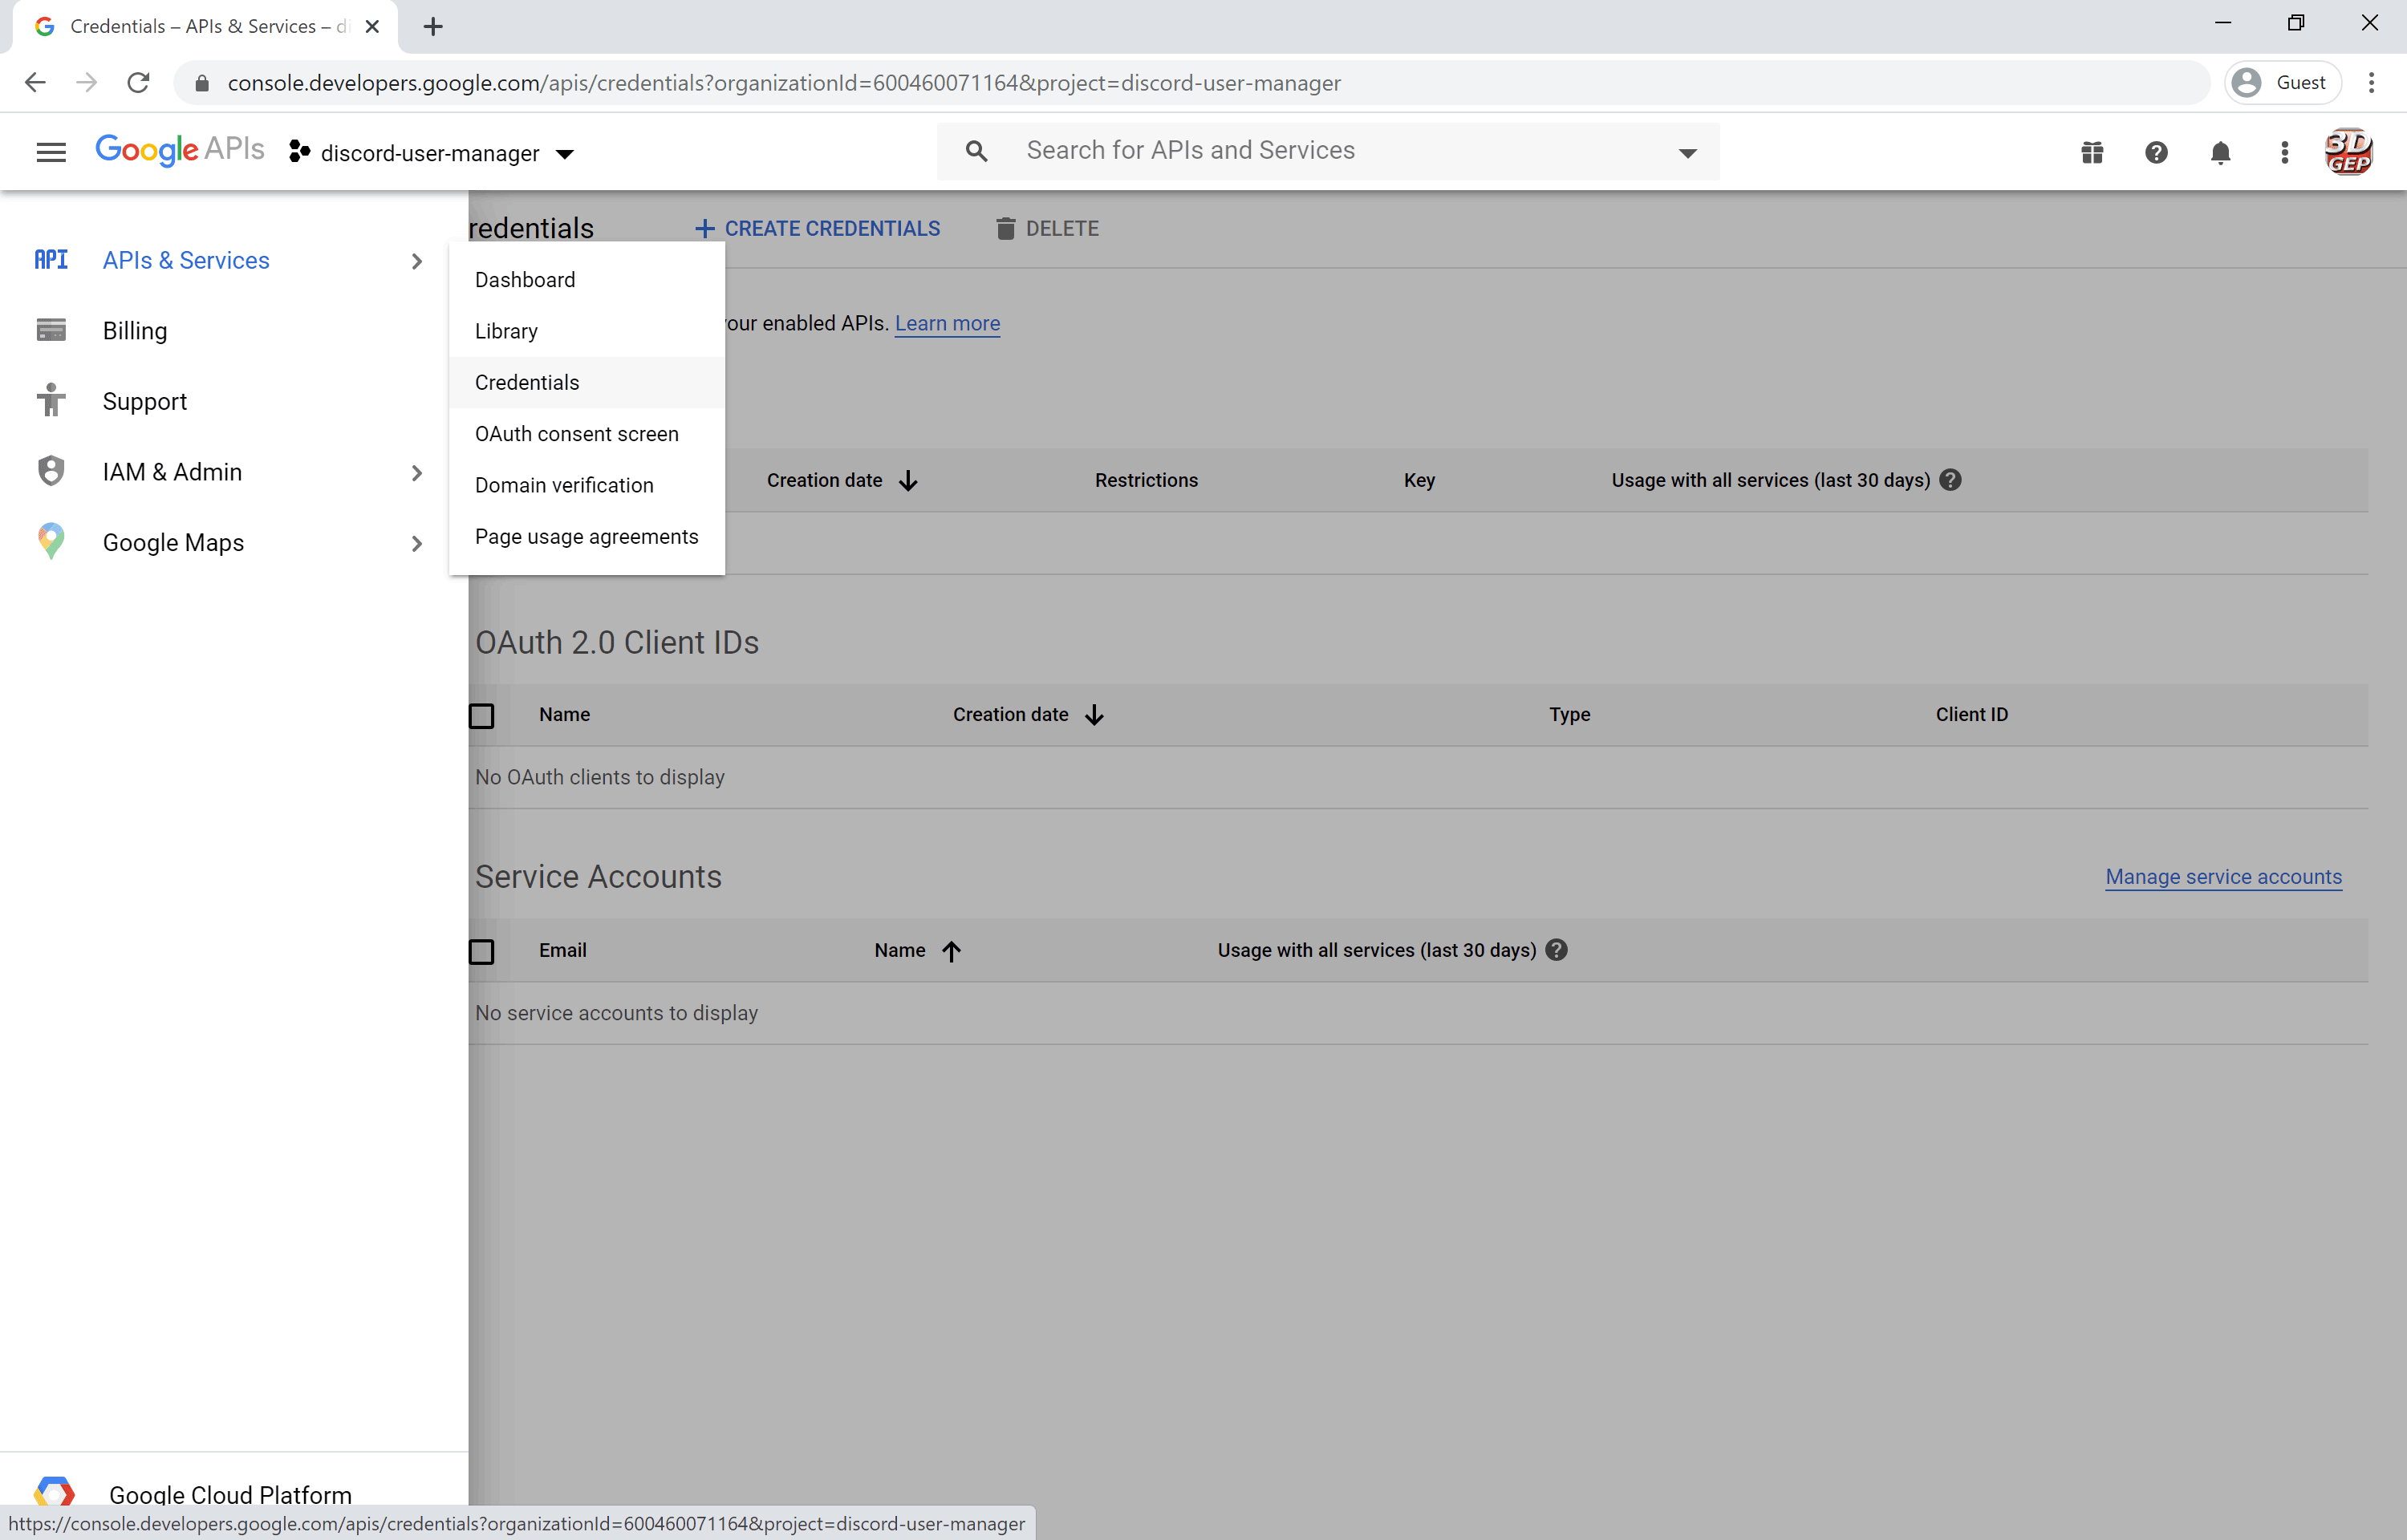 Credentials – APIs & Services – di
console.developers.google.com/apis/credentials?organizationId=600460071164&project=discord-user-manager
Guest
Google APIs
discord-user-manager
Search for APIs and Services
3D
GEP
redentials
CREATE CREDENTIALS
DELETE
API
APIs & Services
Billing
Support
IAM & Admin
Google Maps
Dashboard
Library
Credentials
OAuth consent screen
Domain verification
Page usage agreements
your enabled APIs. Learn more
Creation date
Restrictions
Key
Usage with all services (last 30 days)
OAuth 2.0 Client IDs
Name
Creation date
Type
Client ID
No OAuth clients to display
Service Accounts
Manage service accounts
Email
Name
Usage with all services (last 30 days)
No service accounts to display
Google Cloud Platform
https://console.developers.google.com/apis/credentials?organizationId=600460071164&project=discord-user-manager